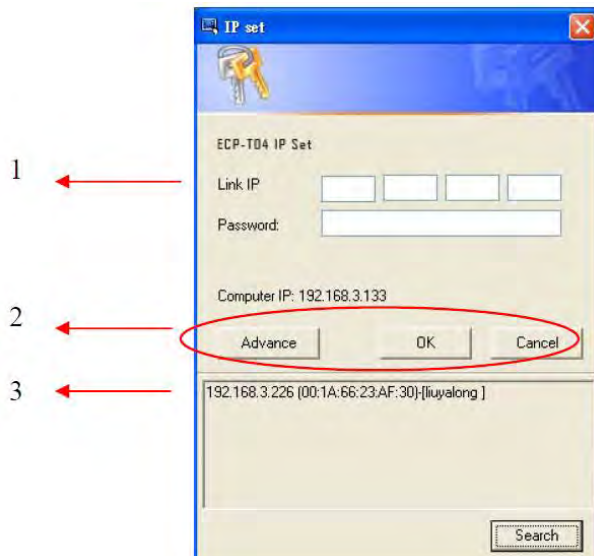 IP set
ECP-T04 IP Set
1
Link IP
Password:
Computer IP: 192.168.3.133
2
Advance
OK
Cancel
3
192.168.3.226 (00:1A:66:23:AF:30)-[liuyalong ]
Search